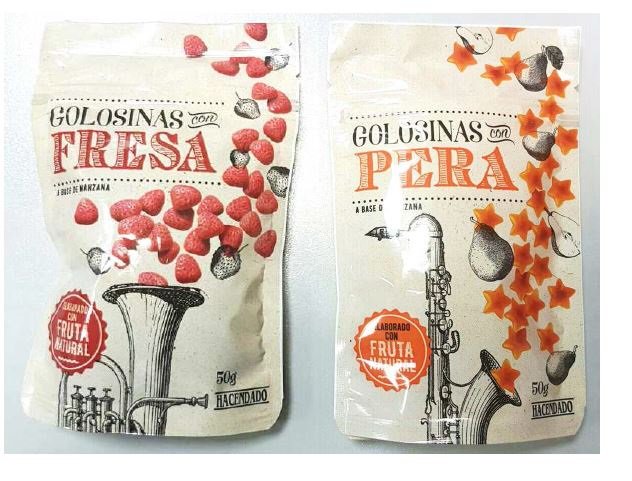 GOLOSINAS con
FRESA
A BASE DE MANZANA
ELABORADO
CON
FRUTA
NATURAL
50g
HACENDADO
GOLOSINAS con
PERA
A BASE DE MANZANA
ELABORADO
CON
FRUTA
NATURAL
50g
HACENDADO